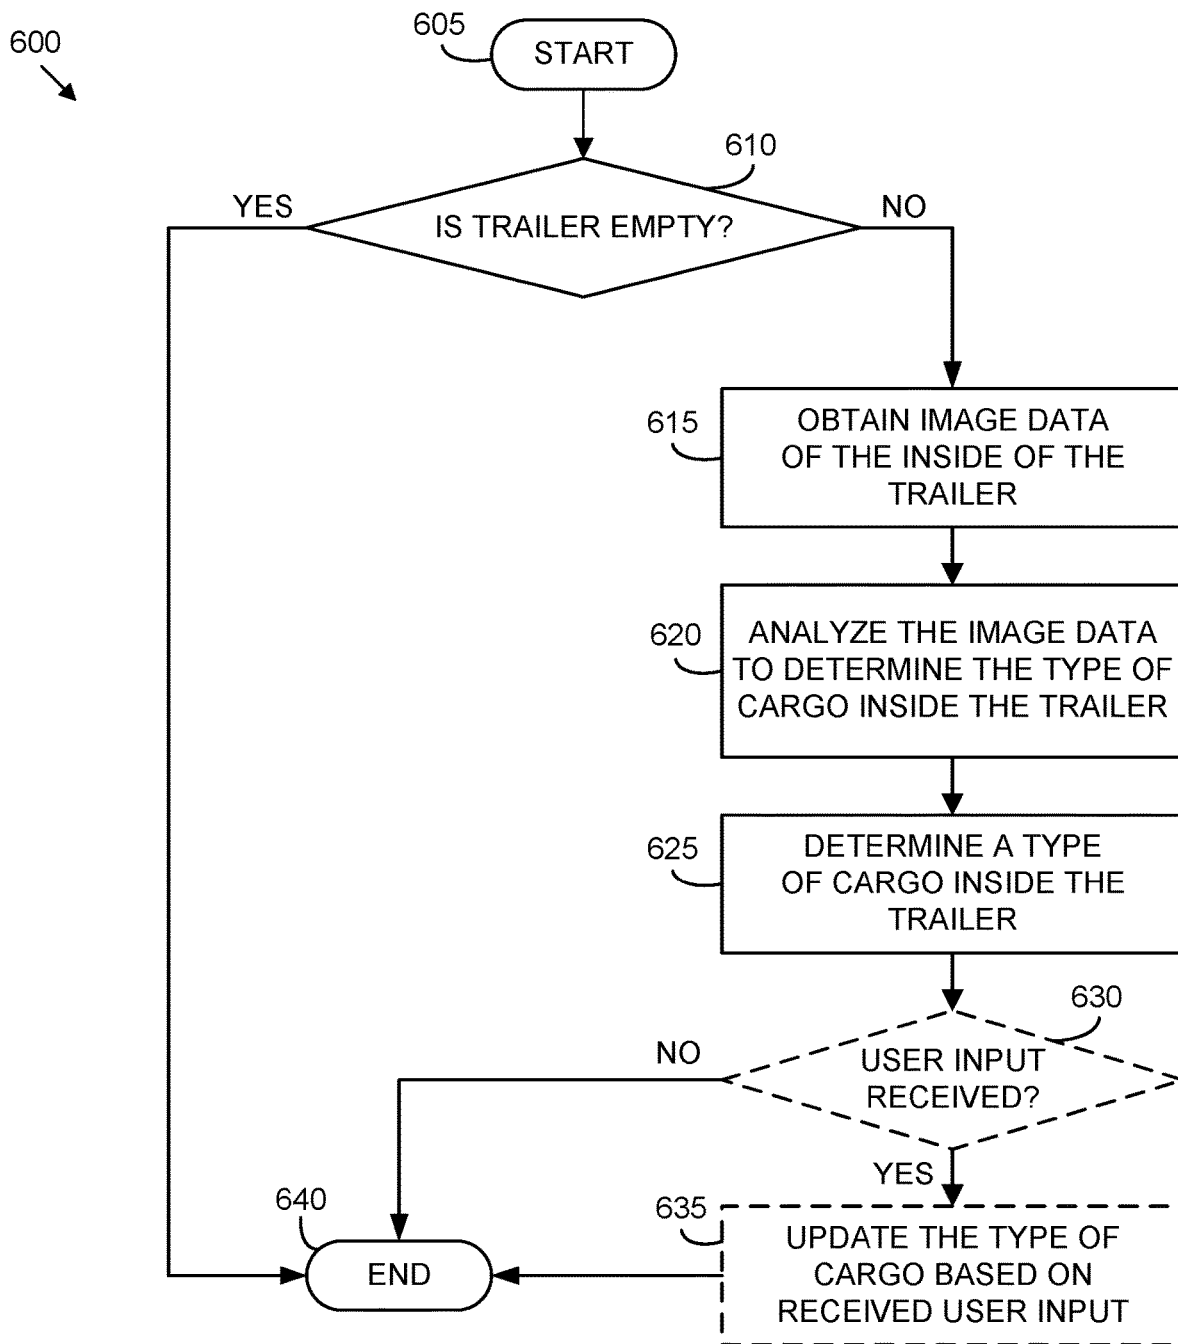 600
605
START
610
YES
NO
IS TRAILER EMPTY?
615
OBTAIN IMAGE DATA
OF THE INSIDE OF THE
TRAILER
620
ANALYZE THE IMAGE DATA
TO DETERMINE THE TYPE OF
CARGO INSIDE THE TRAILER
625
DETERMINE A TYPE
OF CARGO INSIDE THE
TRAILER
630
NO
USER INPUT
RECEIVED?
YES
640
END
635
UPDATE THE TYPE OF
CARGO BASED ON
RECEIVED USER INPUT